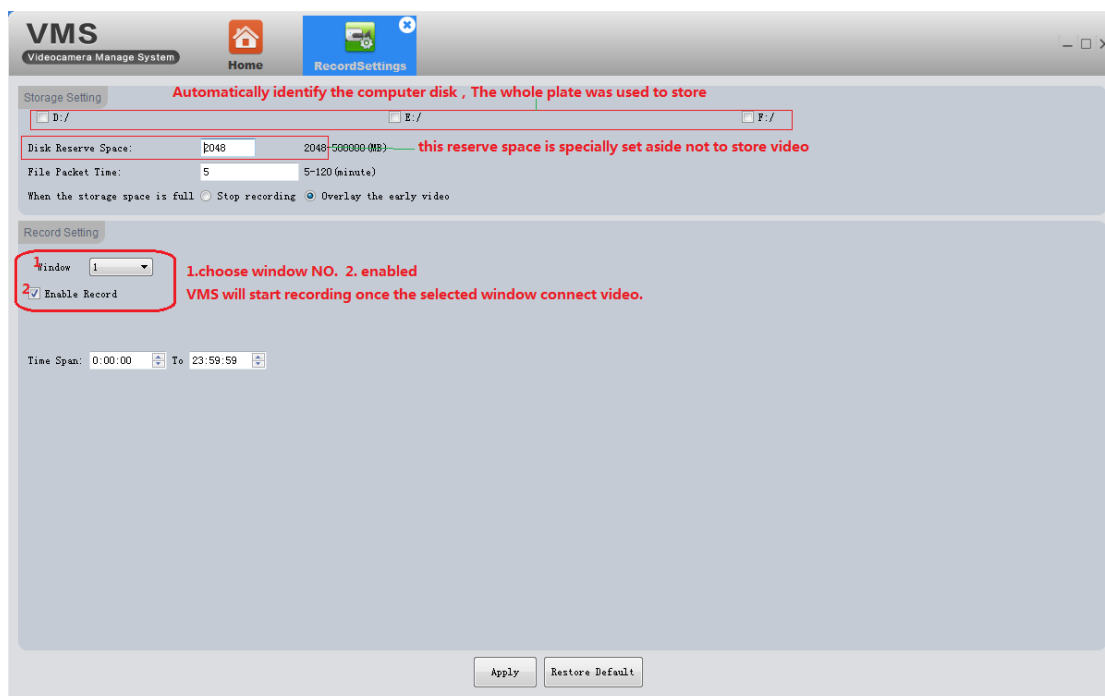 VMS
Videocamera Manage System
Home
RecordSettings
Storage Setting
Automatically identify the computer disk , The whole plate was used to store
D:/ E:/ F:/
Disk Reserve Space: 2048 2048-500000(MB) this reserve space is specially set aside not to store video
File Packet Time: 5 5-120(minute)
When the storage space is full Stop recording Overlay the early video
Record Setting
1 Window 1 1.choose window NO. 2. enabled
2 Enable Record VMS will start recording once the selected window connect video.
Time Span: 0:00:00 To 23:59:59
Apply Restore Default